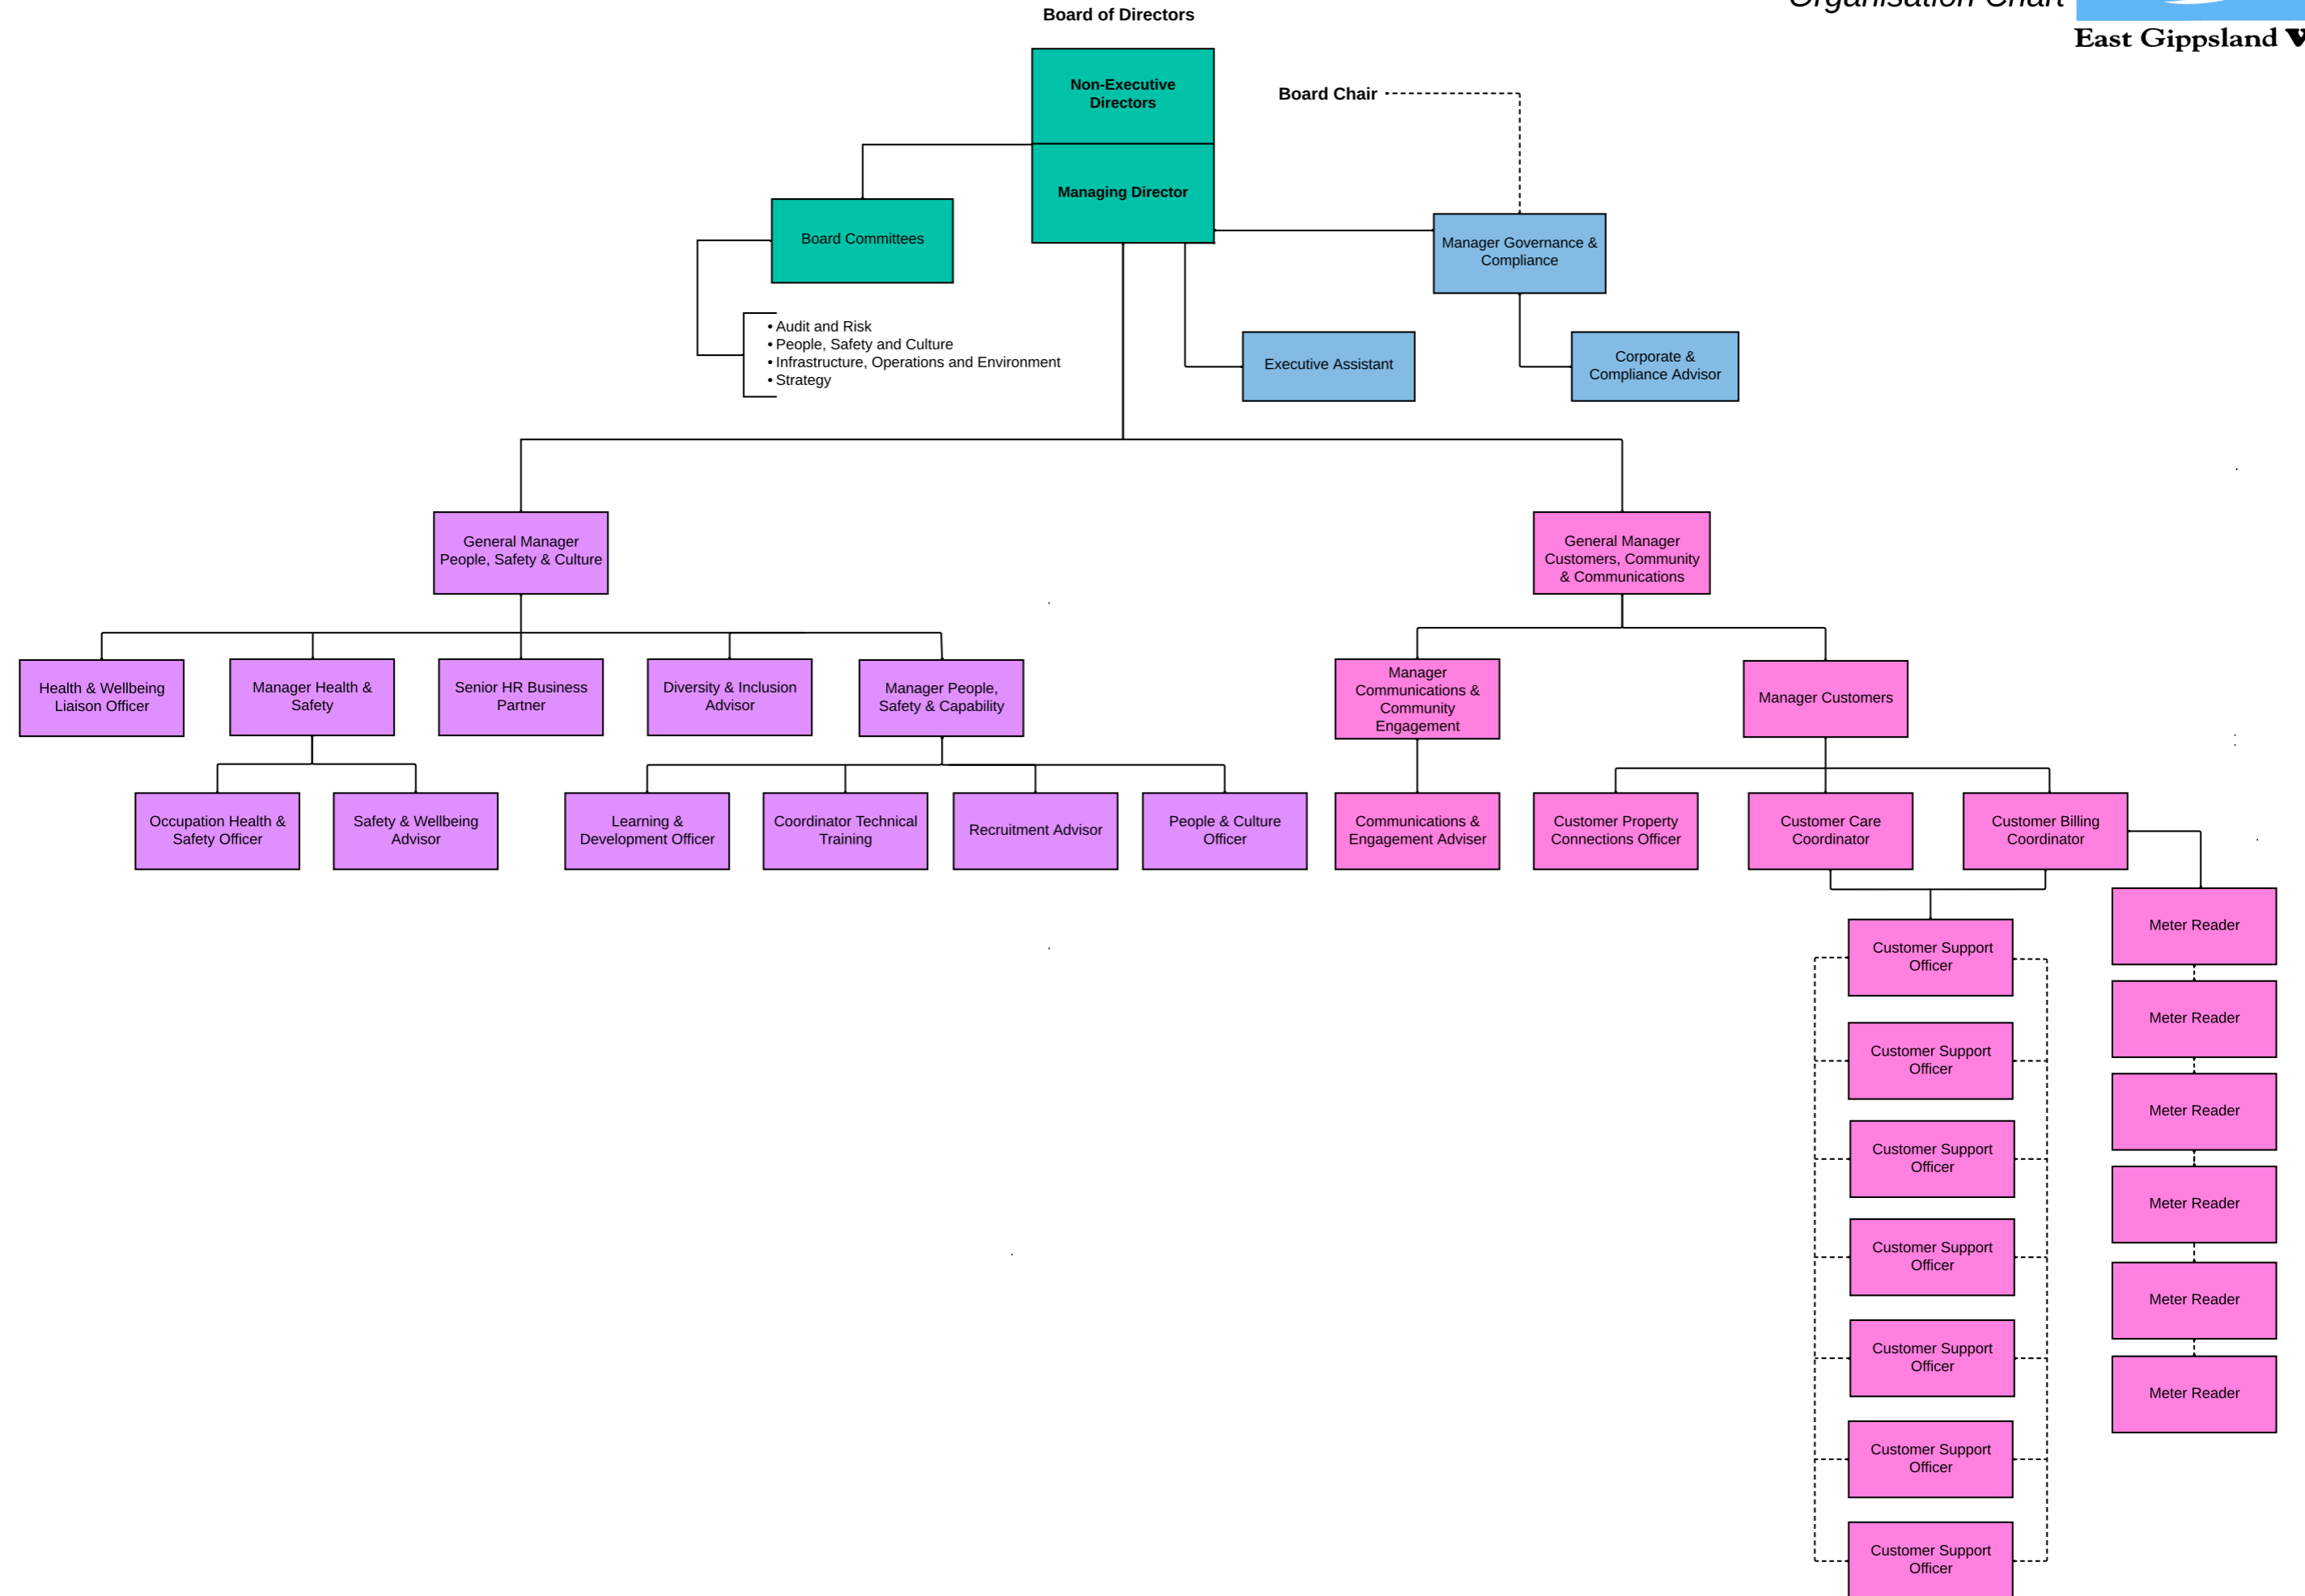 Board of Directors
Organisation Chart
East Gippsland
Non-Executive
Directors
Board Chair
Managing Director
Board Committees
Manager Governance &
Compliance
• Audit and Risk
• People, Safety and Culture
• Infrastructure, Operations and Environment
• Strategy
Executive Assistant
Corporate &
Compliance Advisor
General Manager
People, Safety & Culture
General Manager
Customers, Community
& Communications
Health & Wellbeing
Liaison Officer
Manager Health &
Safety
Senior HR Business
Partner
Diversity & Inclusion
Advisor
Manager People,
Safety & Capability
Manager
Communications &
Community
Engagement
Manager Customers
Occupation Health &
Safety Officer
Safety & Wellbeing
Advisor
Learning &
Development Officer
Coordinator Technical
Training
Recruitment Advisor
People & Culture
Officer
Communications &
Engagement Adviser
Customer Property
Connections Officer
Customer Care
Coordinator
Customer Billing
Coordinator
Customer Support
Officer
Customer Support
Officer
Customer Support
Officer
Customer Support
Officer
Customer Support
Officer
Customer Support
Officer
Customer Support
Officer
Meter Reader
Meter Reader
Meter Reader
Meter Reader
Meter Reader
Meter Reader